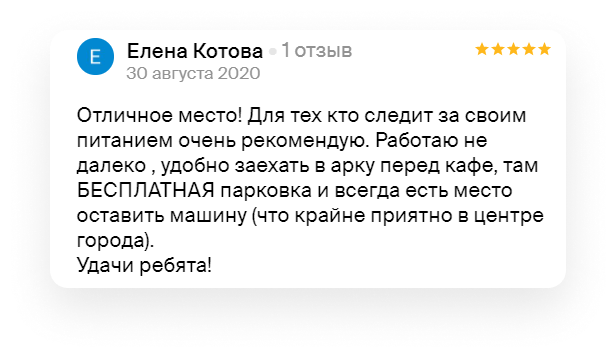 Е
Елена Котова 1 отзыв
30 августа 2020
Отличное место! Для тех кто следит за своим
питанием очень рекомендую. Работаю не
далеко , удобно заехать в арку перед кафе, там
БЕСПЛАТНАЯ парковка и всегда есть место
оставить машину (что крайне приятно в центре
города).
Удачи ребята!